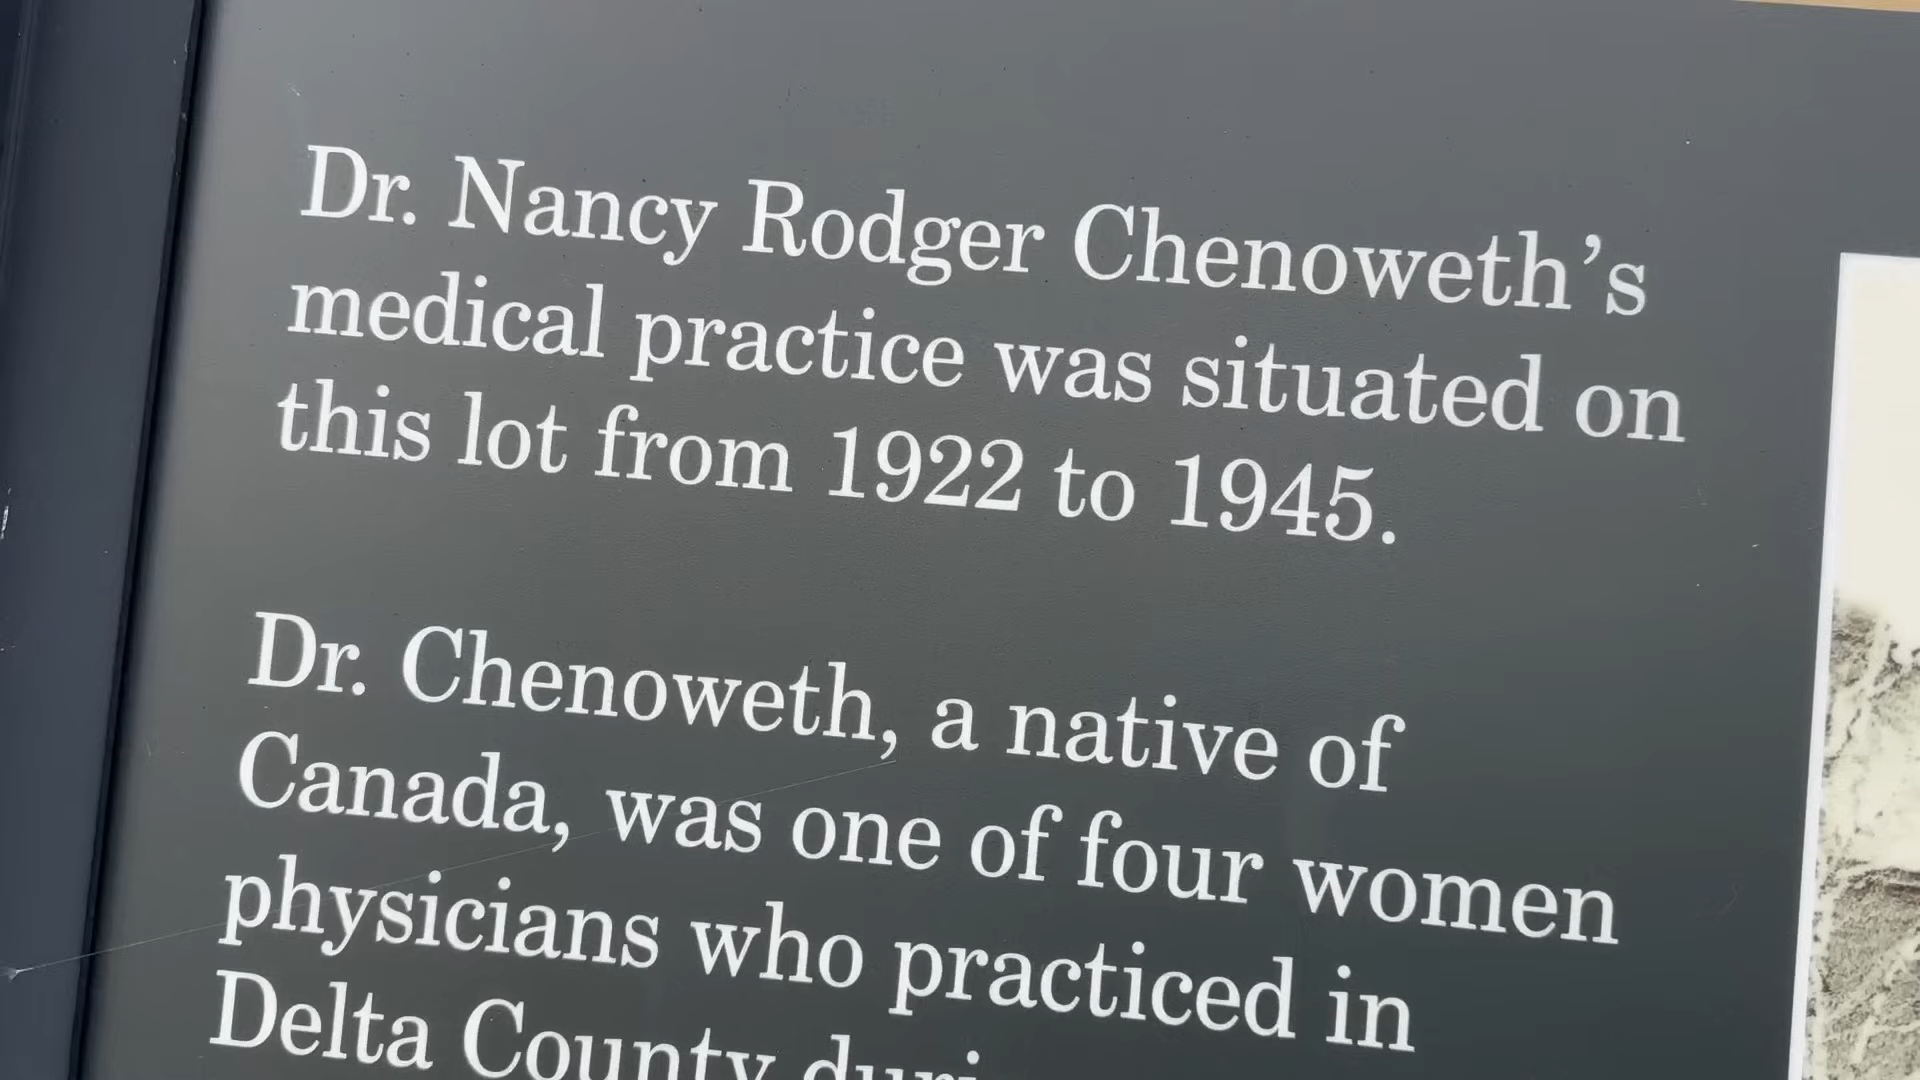 Dr. Nancy Rodger Chenoweth’s
medical practice was situated on
this lot from 1922 to 1945.
Dr. Chenoweth, a native of
Canada, was one of four women
physicians who practiced in
Delta County